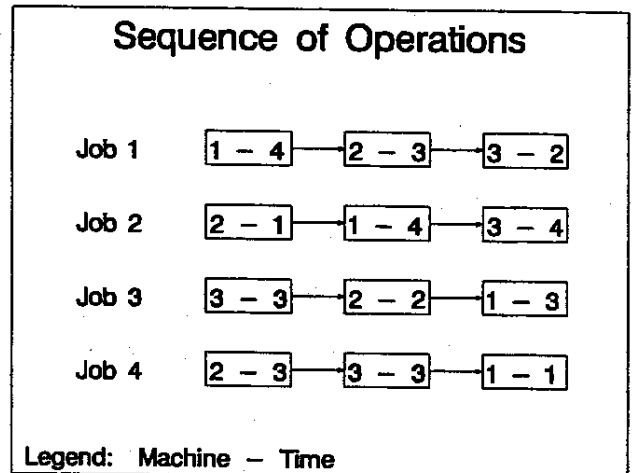 Sequence of Operations
Job 1 1 – 4 2 – 3 3 – 2
Job 2 2 – 1 1 – 4 3 – 4
Job 3 3 – 3 2 – 2 1 – 3
Job 4 2 – 3 3 – 3 1 – 1
Legend: Machine – Time